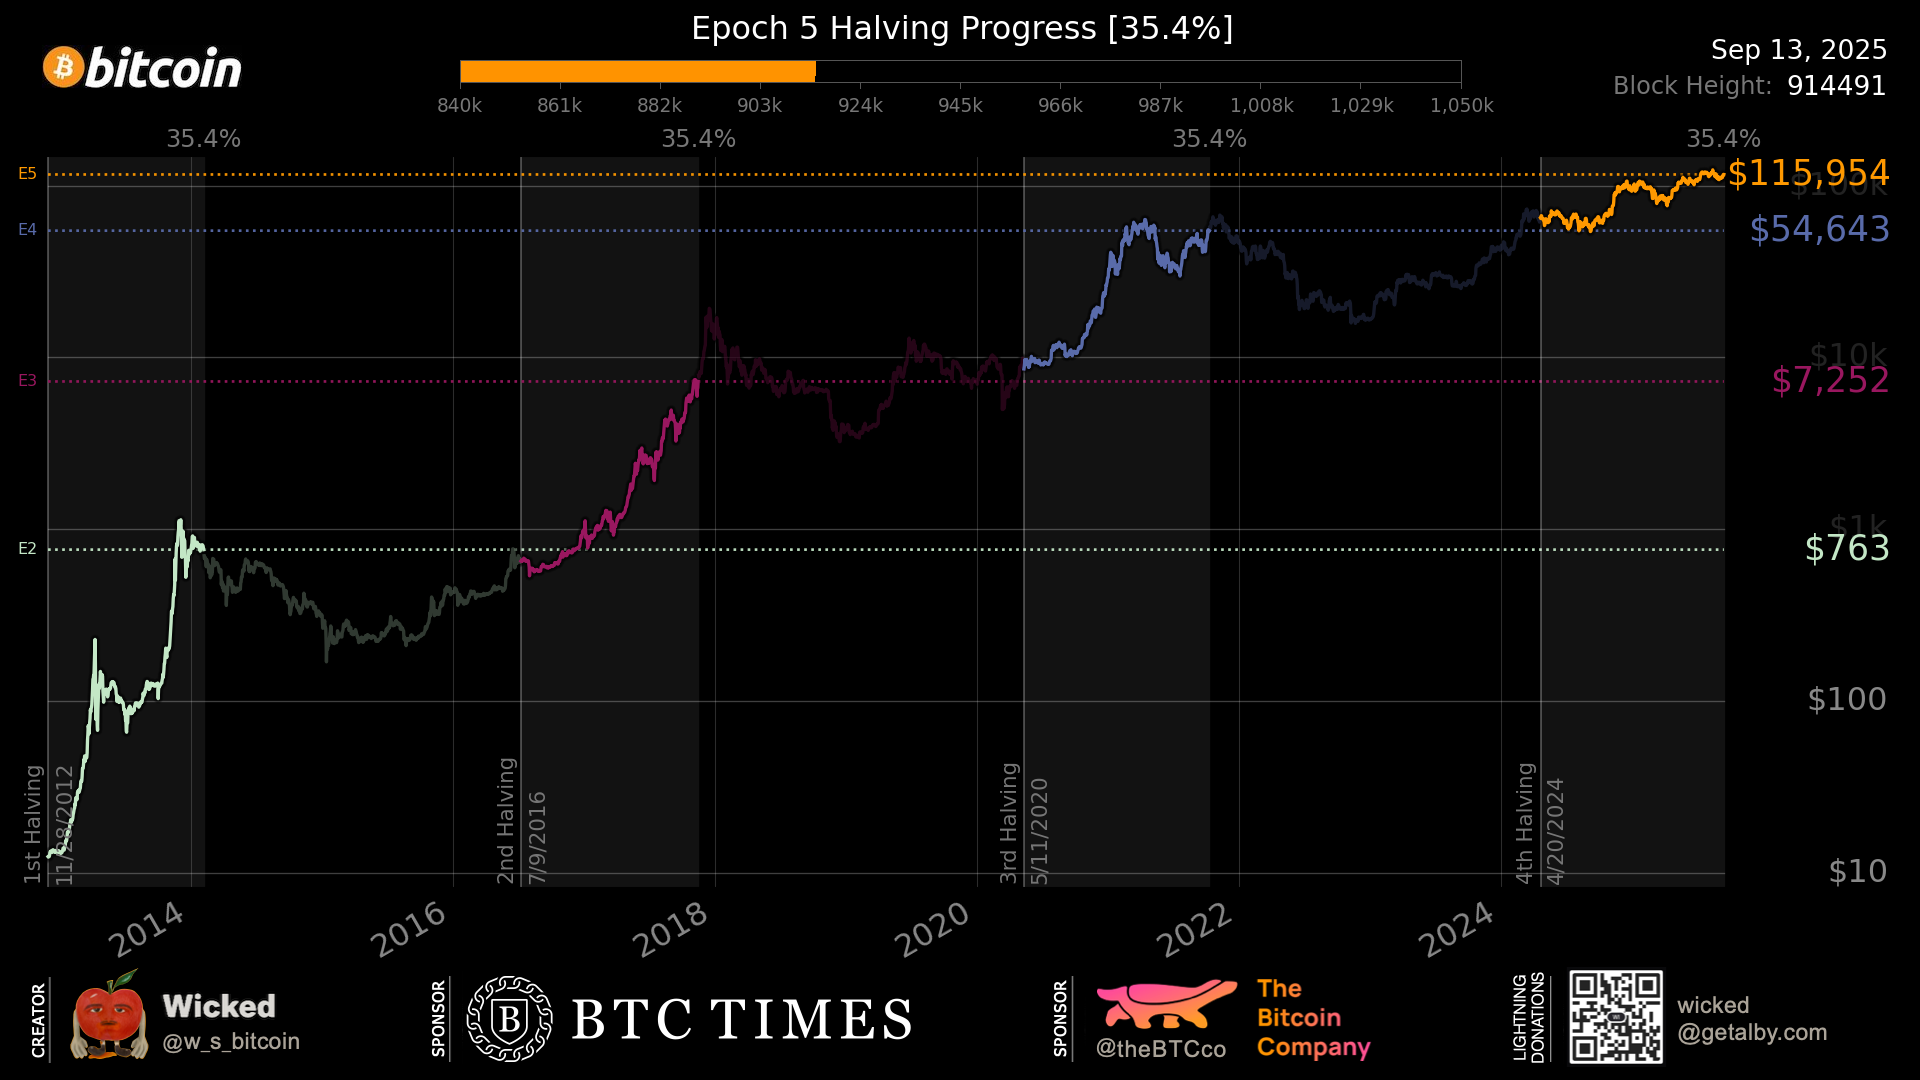 Epoch 5 Halving Progress [35.4%]
bitcoin
Sep 13, 2025
Block Height: 914491
840k 861k 882k 903k 924k 945k 966k 987k 1,008k 1,029k 1,050k
35.4% 35.4% 35.4% 35.4%
E5 $115,954
$100k
E4 $54,643
$10k
E3 $7,252
$1k
E2 $763
$100
$10
1st Halving
11/28/2012
2nd Halving
7/9/2016
3rd Halving
5/11/2020
4th Halving
4/20/2024
2014 2016 2018 2020 2022 2024
CREATOR
Wicked
@w_s_bitcoin
SPONSOR
B
BTC TIMES
SPONSOR
@theBTCco
The
Bitcoin
Company
LIGHTNING
DONATIONS
wicked
@getalby.com